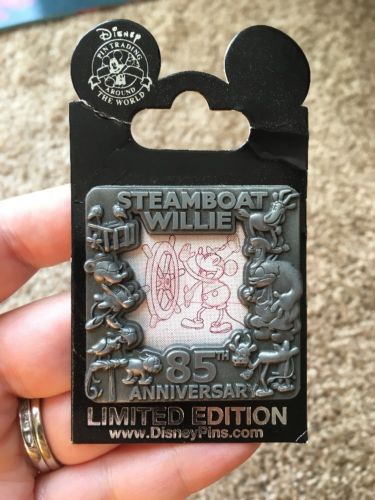 Disney
PIN TRADING
AROUND
THE WORLD
STEAMBOAT
WILLIE
85TH
ANNIVERSARY
LIMITED EDITION
www.DisneyPins.com